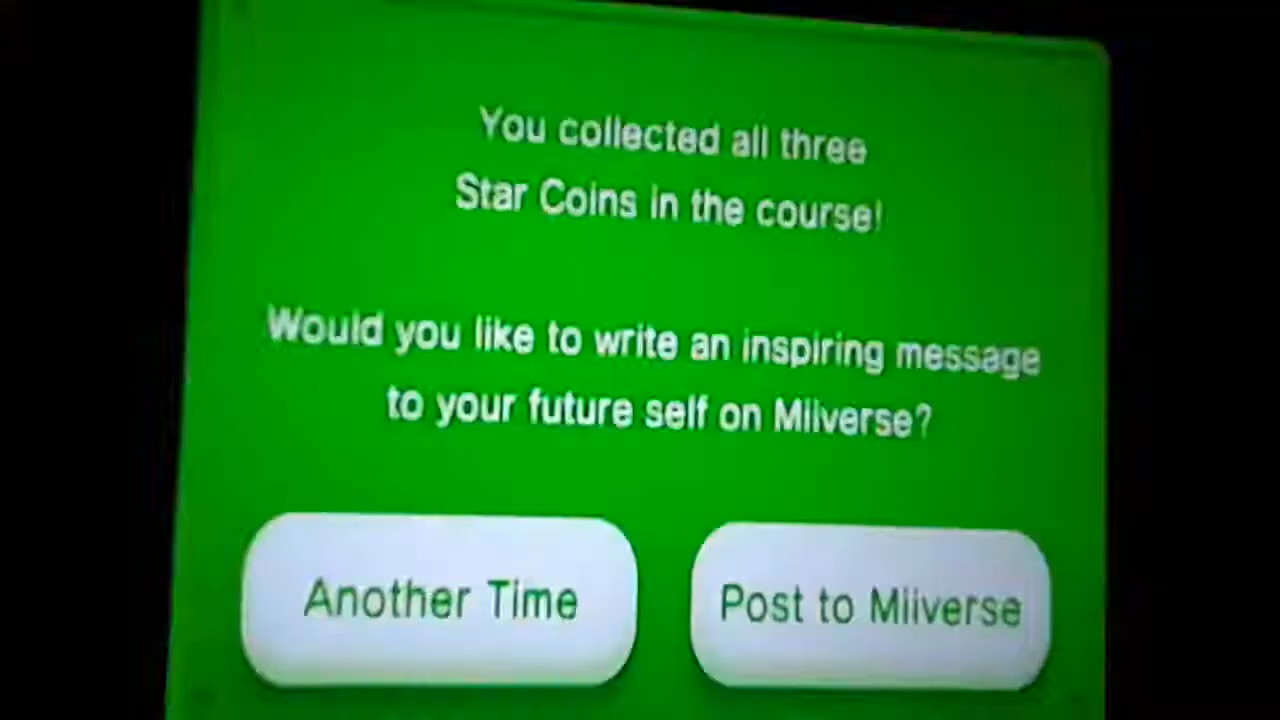 You collected all three
Star Coins in the course!
Would you like to write an inspiring message
to your future self on Miiverse?
Another Time
Post to Miiverse